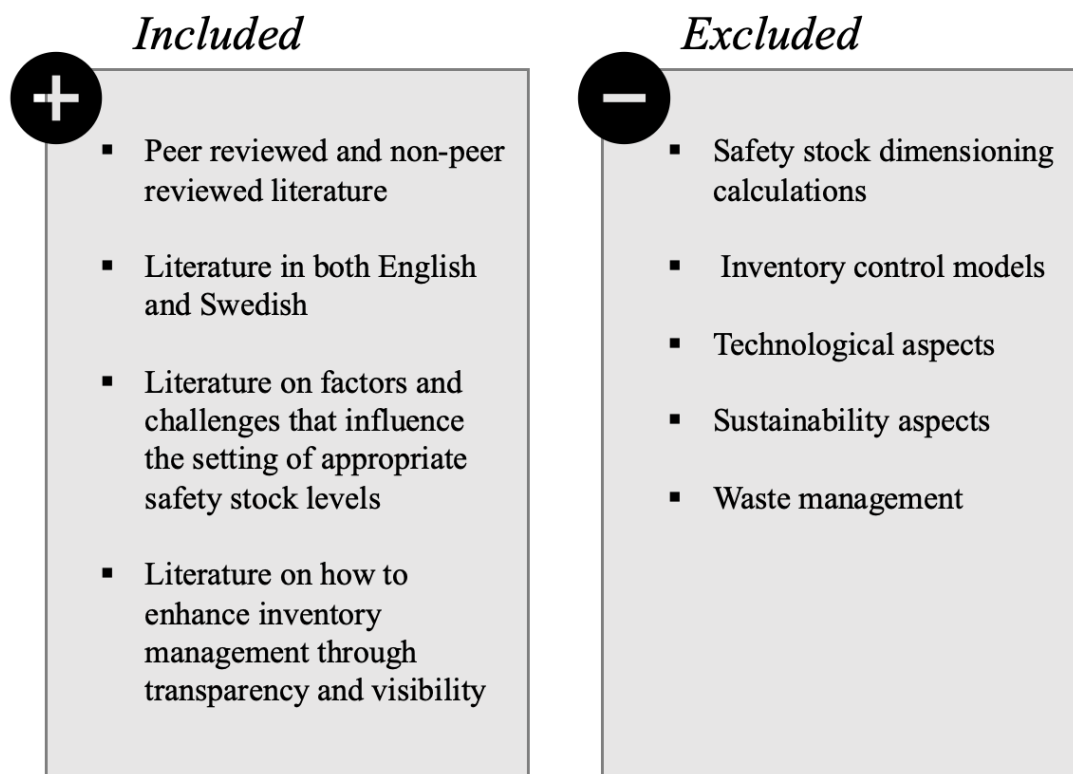 Included
Peer reviewed and non-peer
reviewed literature
Literature in both English
and Swedish
Literature on factors and
challenges that influence
the setting of appropriate
safety stock levels
Literature on how to
enhance inventory
management through
transparency and visibility
Excluded
Safety stock dimensioning
calculations
Inventory control models
Technological aspects
Sustainability aspects
Waste management